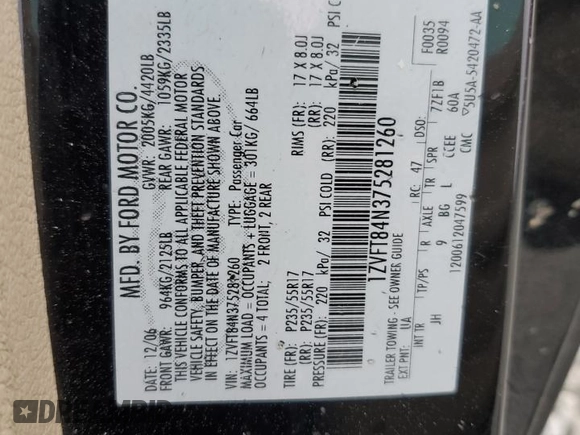 MFD. BY FORD MOTOR CO.
DATE: 12/06 GVWR: 2005KG/4420LB
FRONT GAWR: 964KG/2125LB REAR GAWR: 1059KG/2335LB
THIS VEHICLE CONFORMS TO ALL APPLICABLE FEDERAL MOTOR
VEHICLE SAFETY, BUMPER, AND THEFT PREVENTION STANDARDS
IN EFFECT ON THE DATE OF MANUFACTURE SHOWN ABOVE.
VIN: TYPE: Passenger Car
MAXIMUM LOAD = OCCUPANTS + LUGGAGE = 301KG/ 664LB
OCCUPANTS = 4 TOTAL; 2 FRONT, 2 REAR
TIRE (FR): P235/55R17 RIMS (FR): 17 X 8.0J
TIRE (RR): P235/55R17 RIMS (RR): 17 X 8.0J
PRESSURE (FR): 220 kPa/ 32 PSI COLD (RR): 220 kPa/ 32 PSI COLD
1ZVFT84N375281260
TRAILER TOWING - SEE OWNER GUIDE
EXT PNT: UA RC: 47 DSO: F0035
R0094
INT TR TP/PS R AXLE TR SPR
JH 9 BG L CCEE 7ZF1B
60A
1200612047599 CMC 5U5A-5420472-AA